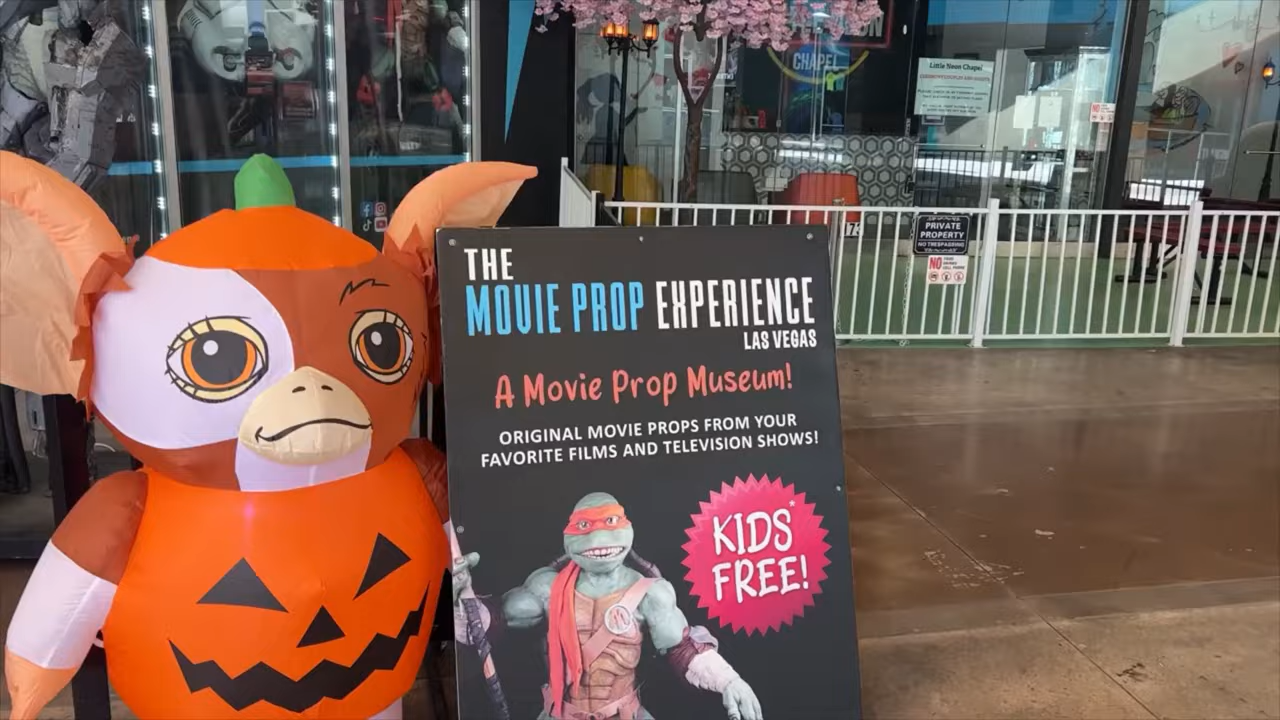 THE
MOVIE PROP EXPERIENCE
LAS VEGAS
A Movie Prop Museum!
ORIGINAL MOVIE PROPS FROM YOUR
FAVORITE FILMS AND TELEVISION SHOWS!
KIDS*
FREE!
CHAPEL
Little Neon Chapel
PRIVATE
PROPERTY
NO TRESPASSING
NO